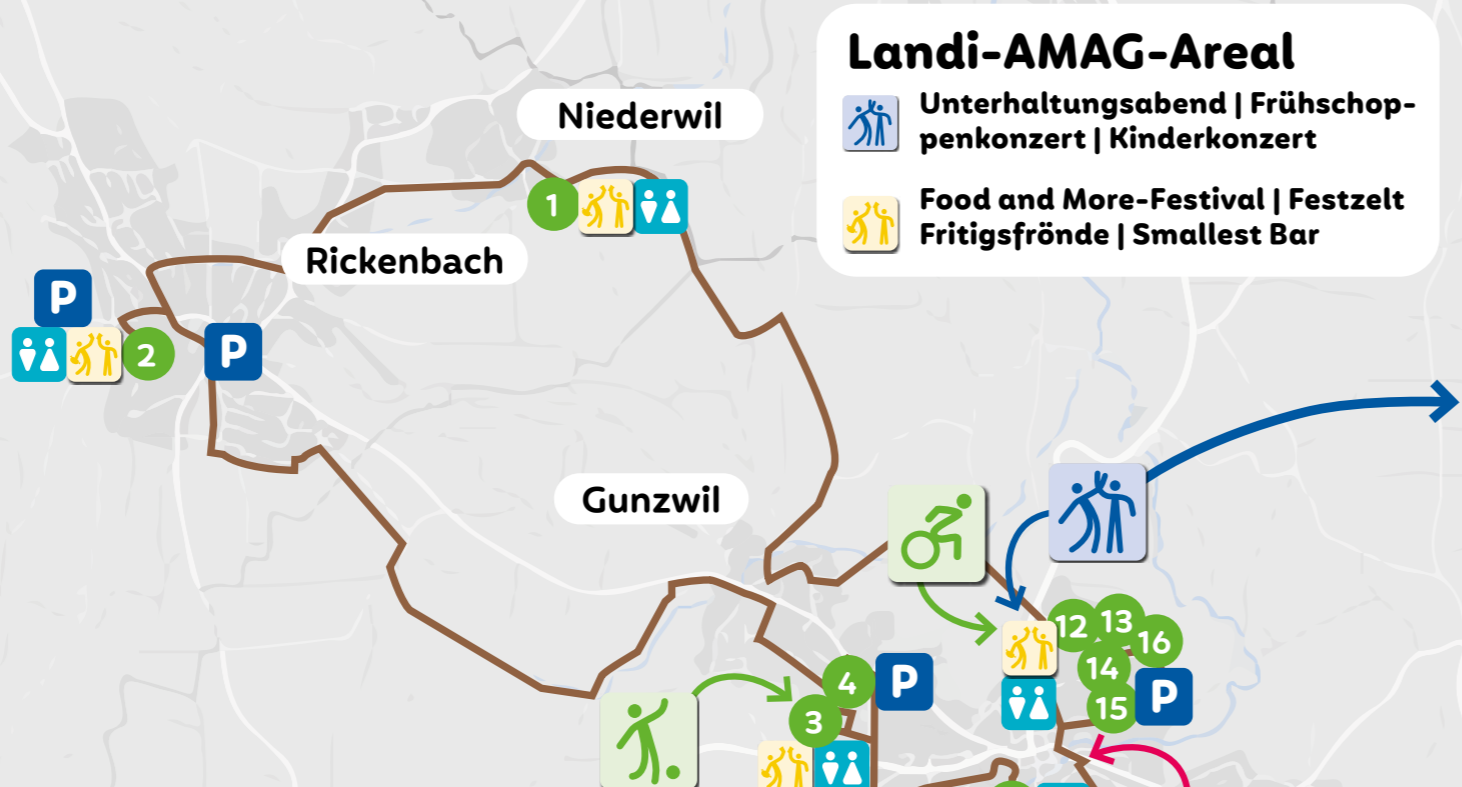 Landi-AMAG-Areal
Unterhaltungsabend | Frühschop-
penkonzert | Kinderkonzert
Food and More-Festival | Festzelt
Fritigsfrönde | Smallest Bar
Niederwil
1
Rickenbach
P
2
P
Gunzwil
12
13
16
14
15
P
4
P
3